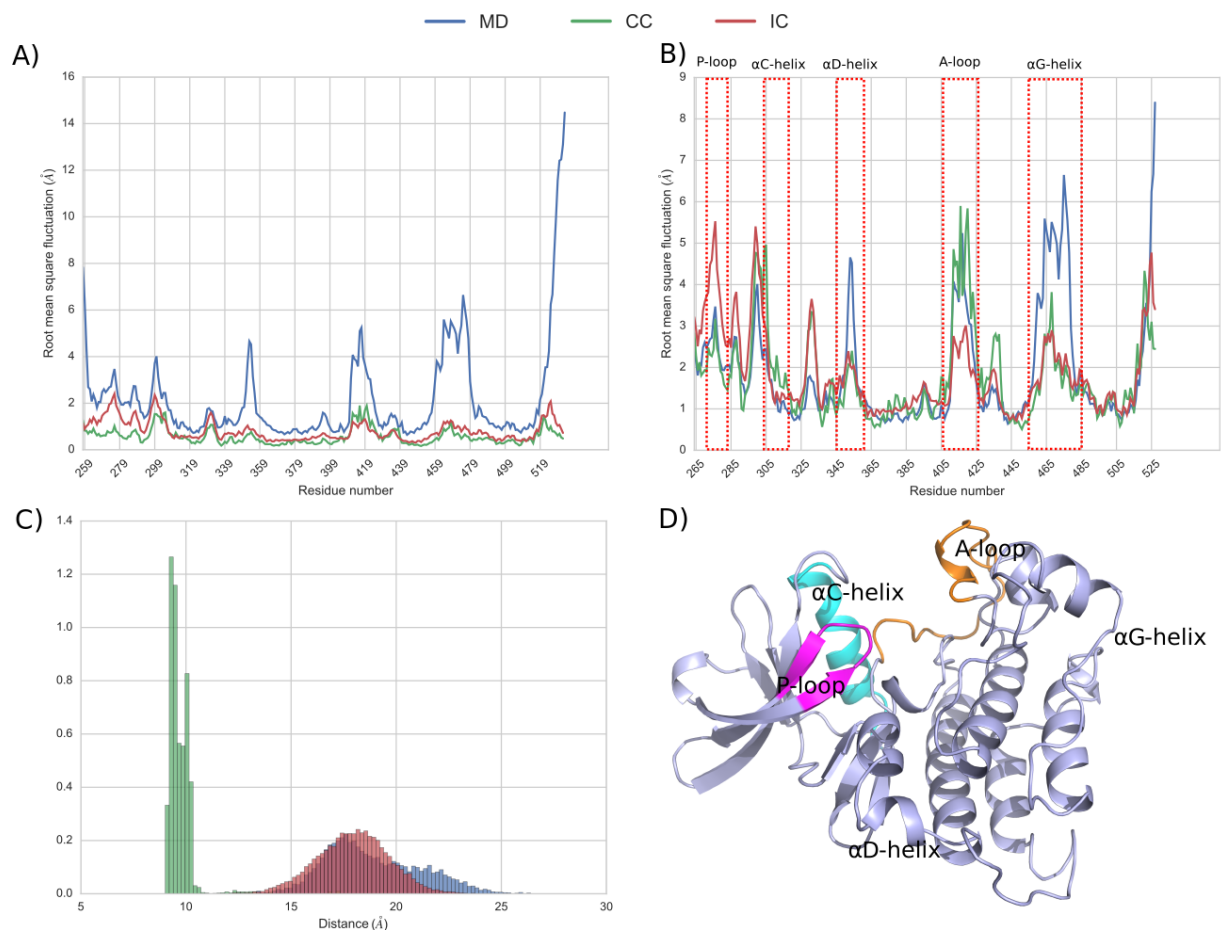 MD CC IC
A)
16
14
12
10
8
6
4
2
0
Root mean square fluctuation (Å)
259 279 299 319 339 359 379 399 419 439 459 479 499 519
Residue number
B)
P-loop αC-helix αD-helix A-loop αG-helix
9
8
7
6
5
4
3
2
1
0
Root mean square fluctuation (Å)
265 285 305 325 345 365 385 405 425 445 465 485 505 525
Residue number
C)
1.4
1.2
1.0
0.8
0.6
0.4
0.2
0.0
5 10 15 20 25 30
Distance (Å)
D)
A-loop
αC-helix
αG-helix
P-loop
αD-helix